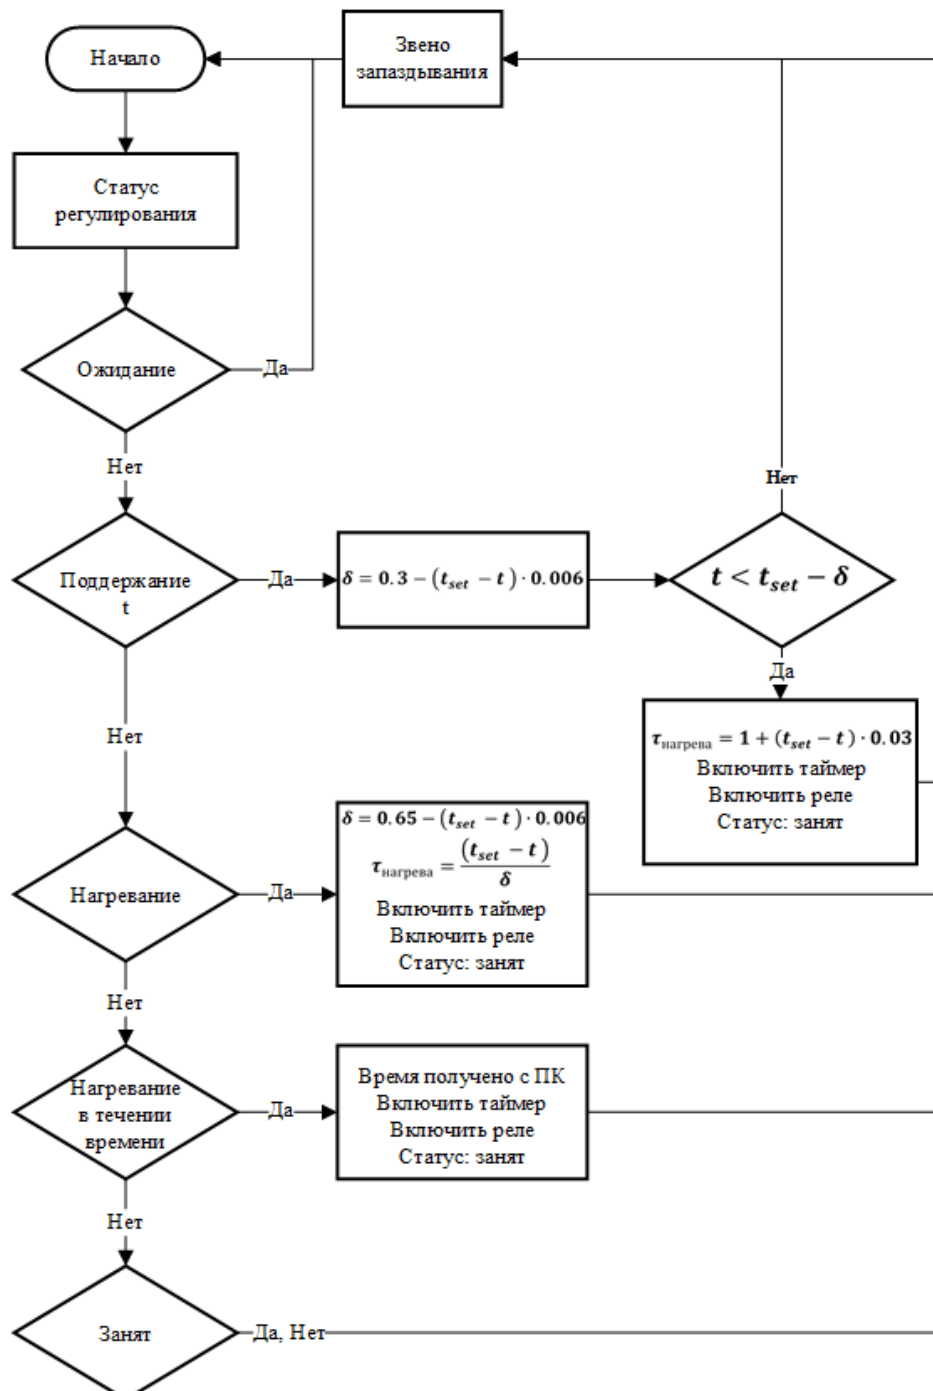 Начало
Звено
запаздывания
Статус
регулирования
Ожидание
Да
Нет
Поддержание
t
Да
δ = 0.3 − (t_set − t) · 0.006
t < t_set − δ
Нет
Да
τ_нагрева = 1 + (t_set − t) · 0.03
Включить таймер
Включить реле
Статус: занят
Нет
Нагревание
Да
δ = 0.65 − (t_set − t) · 0.006
τ_нагрева = (t_set − t) / δ
Включить таймер
Включить реле
Статус: занят
Нет
Нагревание
в течении
времени
Да
Время получено с ПК
Включить таймер
Включить реле
Статус: занят
Нет
Занят
Да, Нет